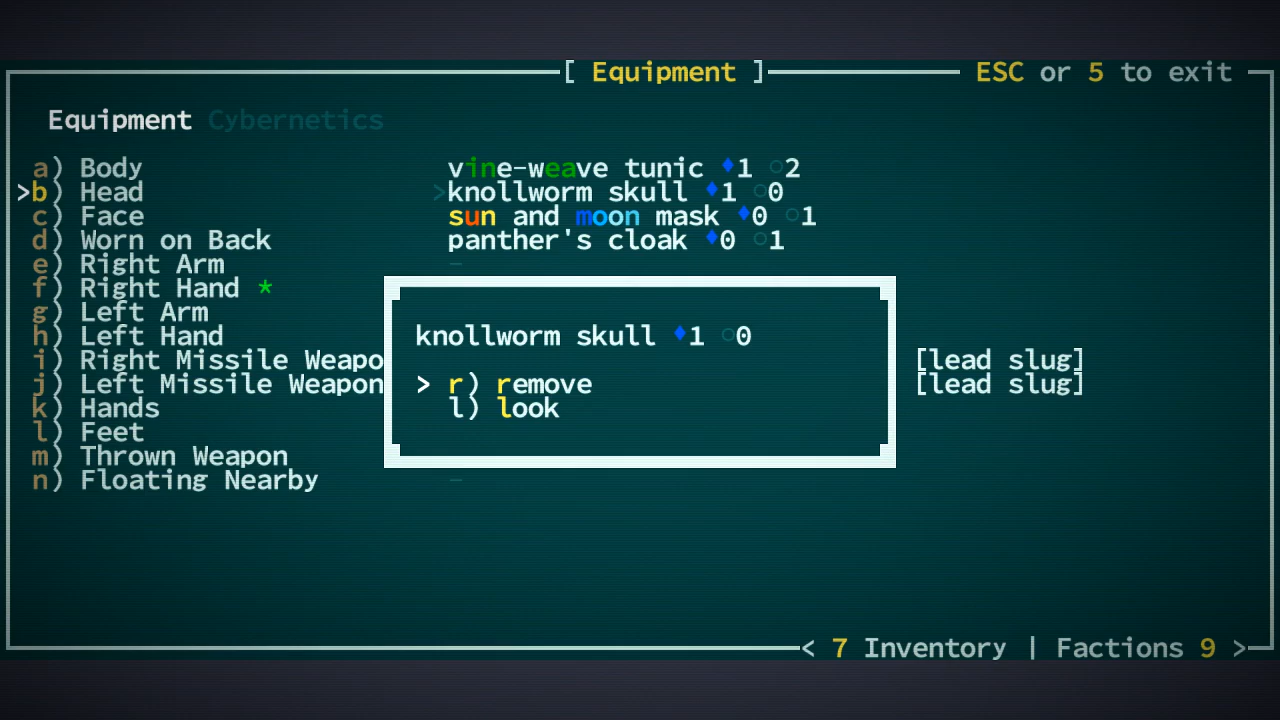 [ Equipment ] ESC or 5 to exit
Equipment Cybernetics
a) Body vine-weave tunic ♦1 ○2
>b) Head >knollworm skull ♦1 ○0
c) Face sun and moon mask ♦0 ○1
d) Worn on Back panther's cloak ♦0 ○1
e) Right Arm -
f) Right Hand *
g) Left Arm
h) Left Hand
i) Right Missile Weapo [lead slug]
j) Left Missile Weapon [lead slug]
k) Hands
l) Feet
m) Thrown Weapon
n) Floating Nearby -
knollworm skull ♦1 ○0
> r) remove
l) look
< 7 Inventory | Factions 9 >